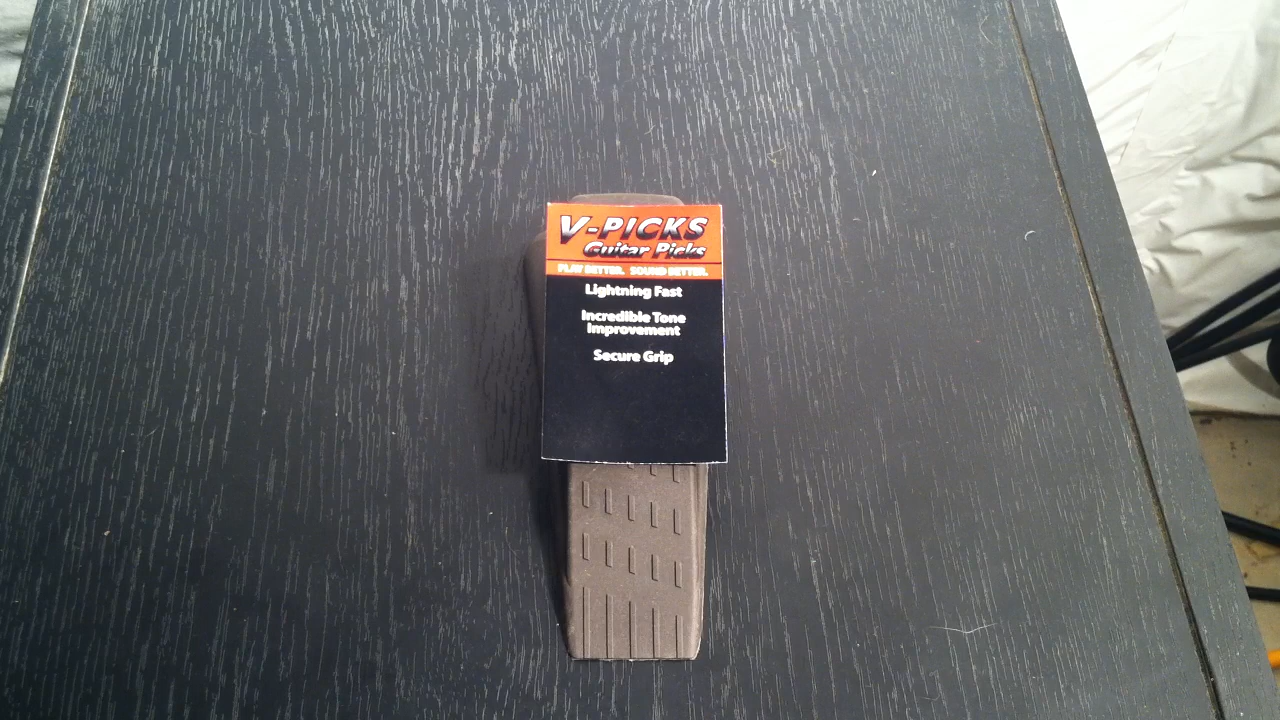 V-PICKS
Guitar Picks
PLAY BETTER. SOUND BETTER.
Lightning Fast
Incredible Tone
Improvement
Secure Grip